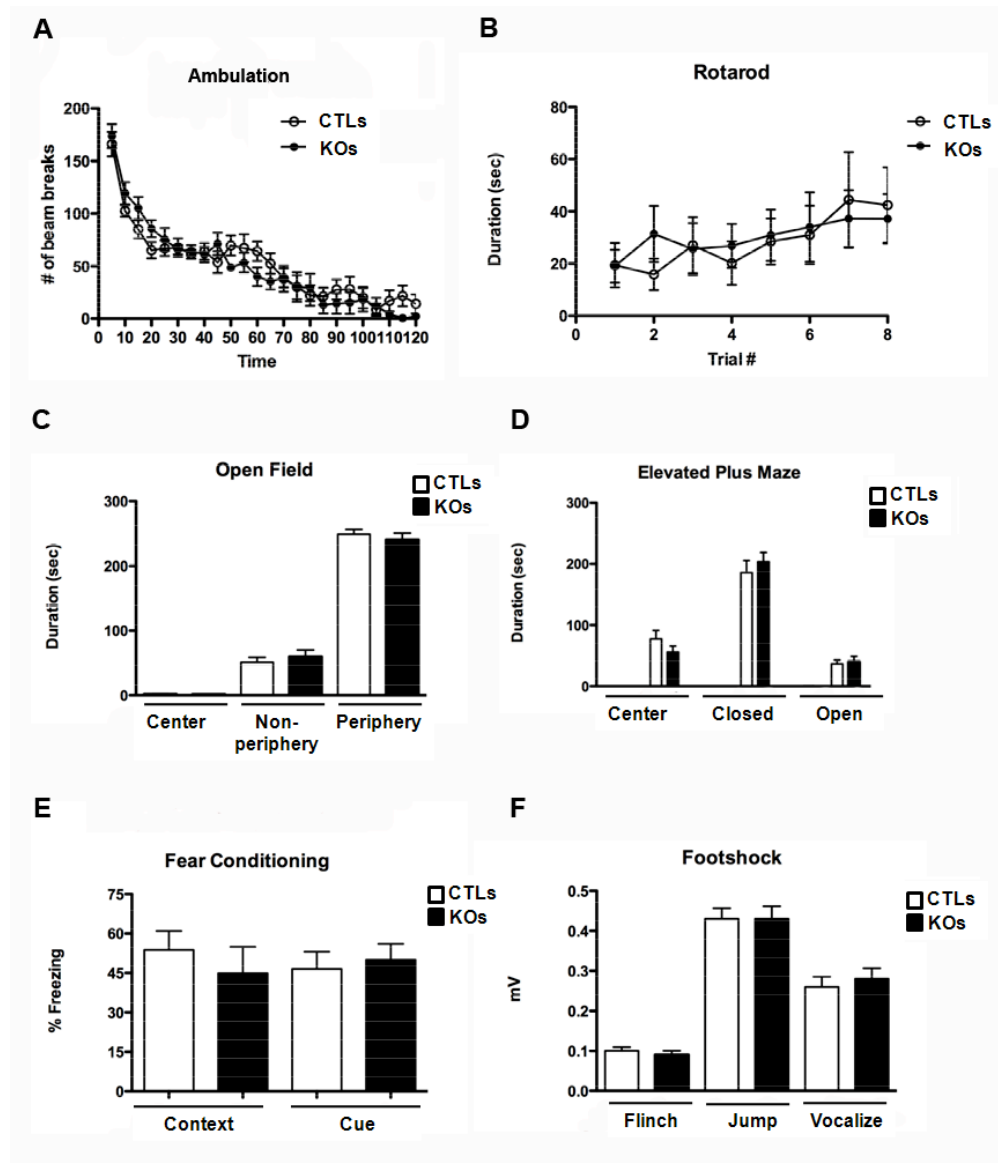 A
Ambulation
CTLs
KOs
200
150
100
50
0
# of beam breaks
0 10 20 30 40 50 60 70 80 90 100110120
Time
B
Rotarod
CTLs
KOs
80
60
40
20
0
Duration (sec)
0 2 4 6 8
Trial #
C
Open Field
CTLs
KOs
300
200
100
0
Duration (sec)
Center Non-periphery Periphery
D
Elevated Plus Maze
CTLs
KOs
300
200
100
0
Duration (sec)
Center Closed Open
E
Fear Conditioning
CTLs
KOs
75
60
45
30
15
0
% Freezing
Context Cue
F
Footshock
CTLs
KOs
0.5
0.4
0.3
0.2
0.1
0.0
mV
Flinch Jump Vocalize